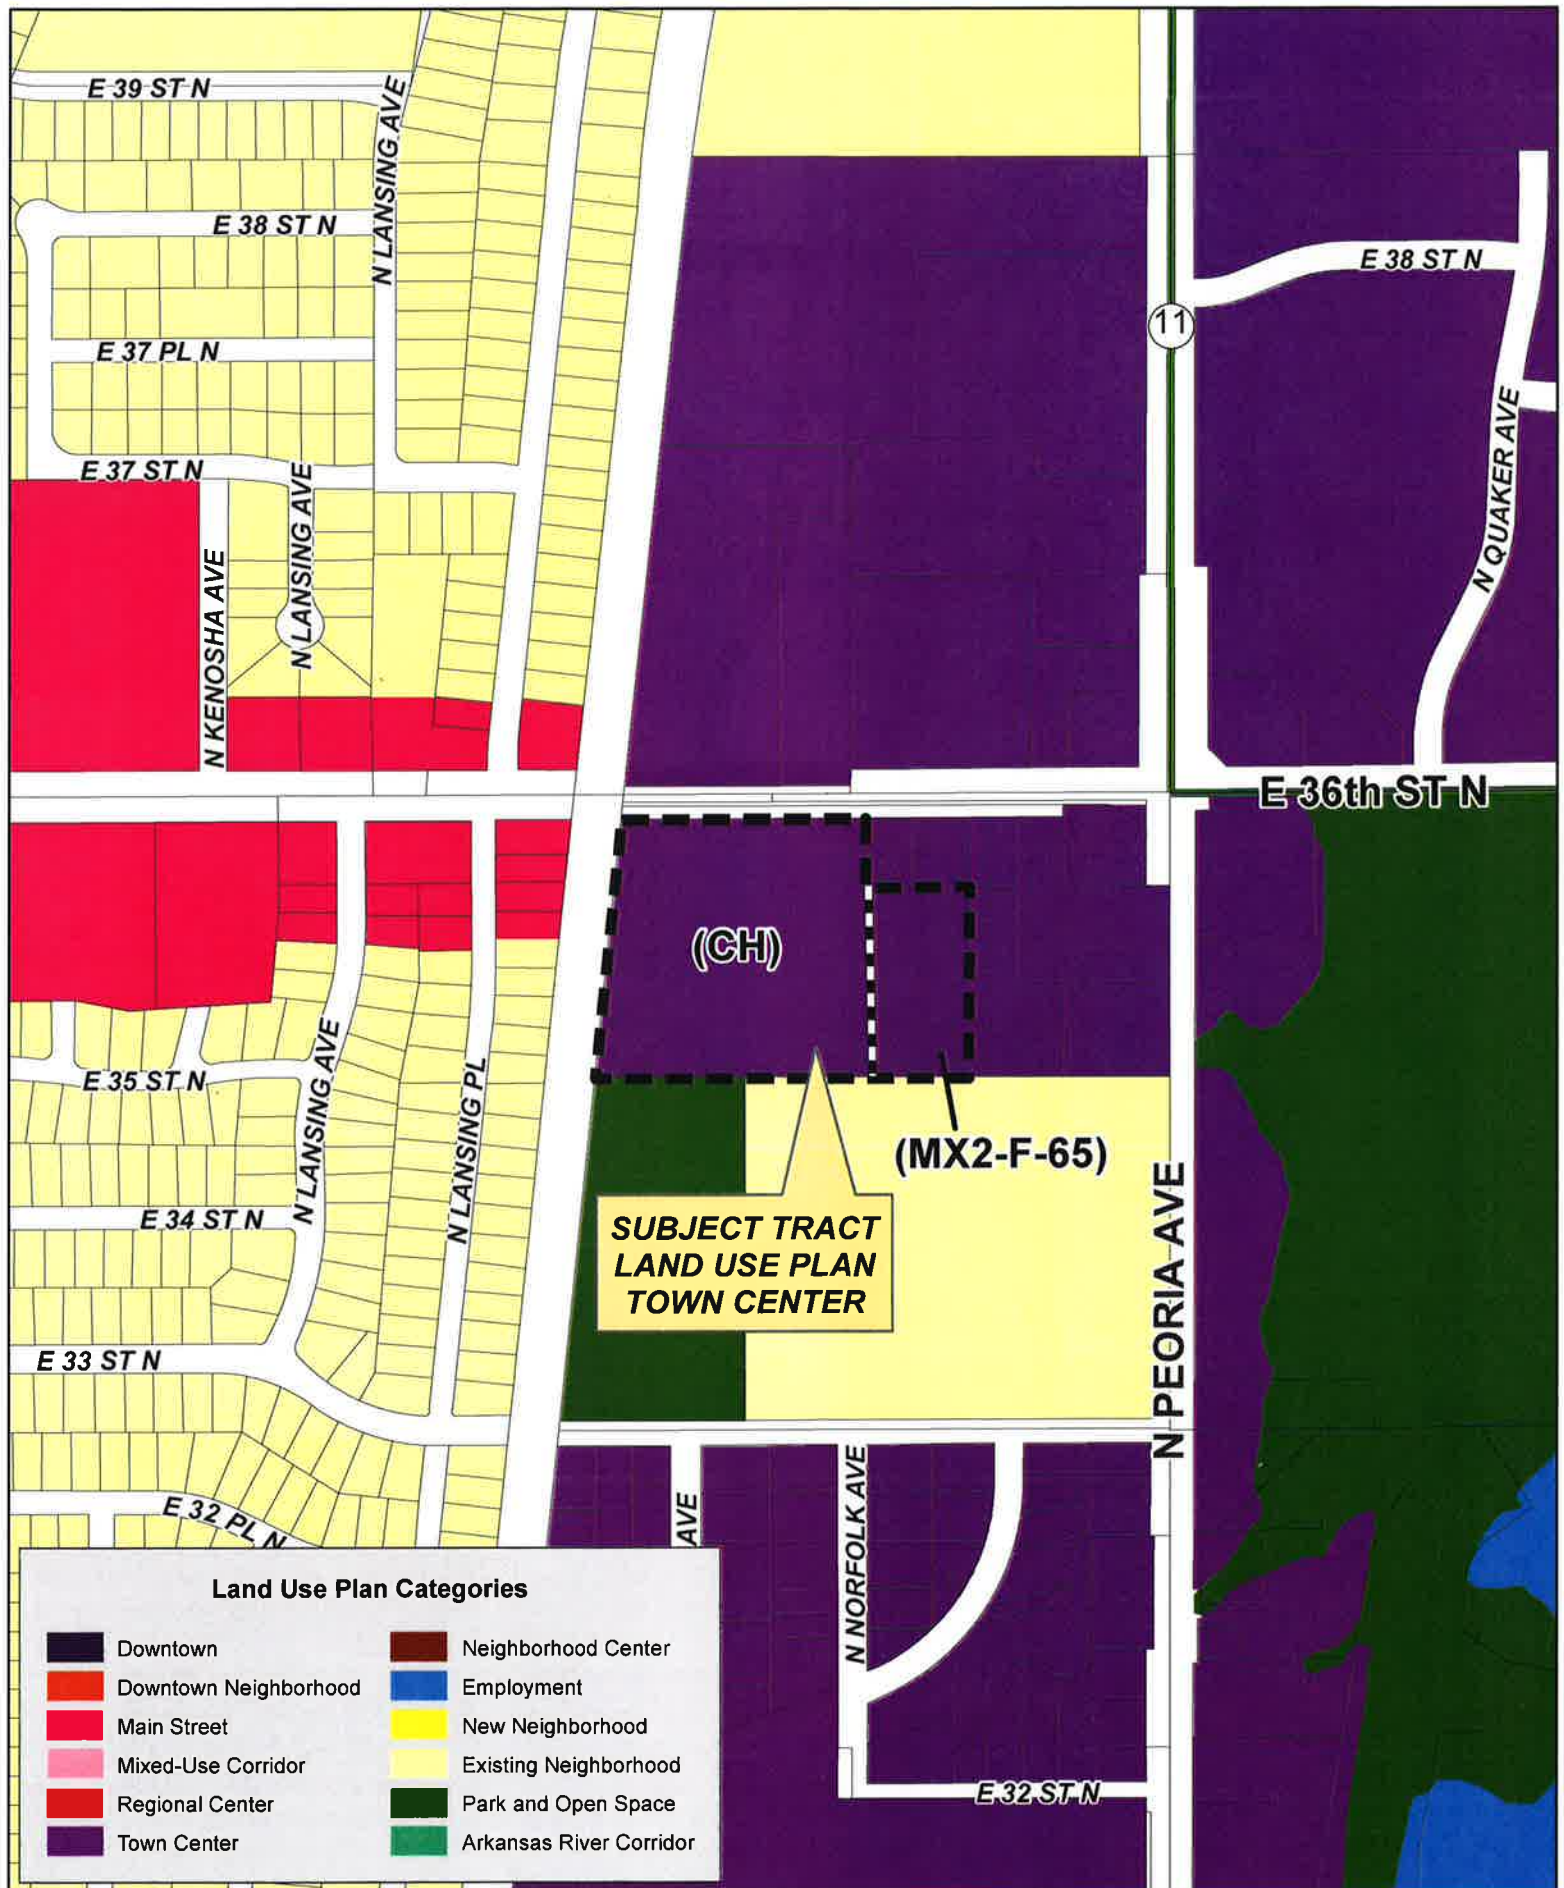 E 39 ST N
N LANSING AVE
E 38 ST N
E 38 ST N
11
E 37 PL N
N QUAKER AVE
E 37 ST N
N LANSING AVE
N KENOSHA AVE
E 36th ST N
(CH)
(MX2-F-65)
E 35 ST N
N LANSING AVE
N LANSING PL
E 34 ST N
SUBJECT TRACT
LAND USE PLAN
TOWN CENTER
N PEORIA AVE
E 33 ST N
E 32 PL N
AVE
N NORFOLK AVE
E 32 ST N
Land Use Plan Categories
Downtown
Downtown Neighborhood
Main Street
Mixed-Use Corridor
Regional Center
Town Center
Neighborhood Center
Employment
New Neighborhood
Existing Neighborhood
Park and Open Space
Arkansas River Corridor